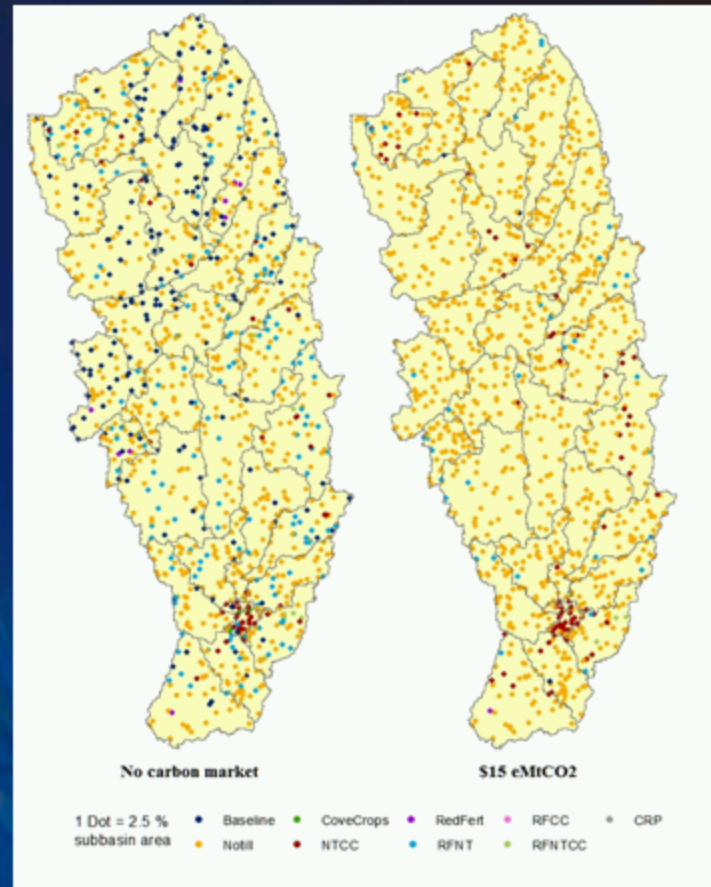 No carbon market
$15 eMtCO2
1 Dot = 2.5 %
subbasin area
Baseline
CoveCrops
RedFert
RFCC
CRP
Notill
NTCC
RFNT
RFNTCC